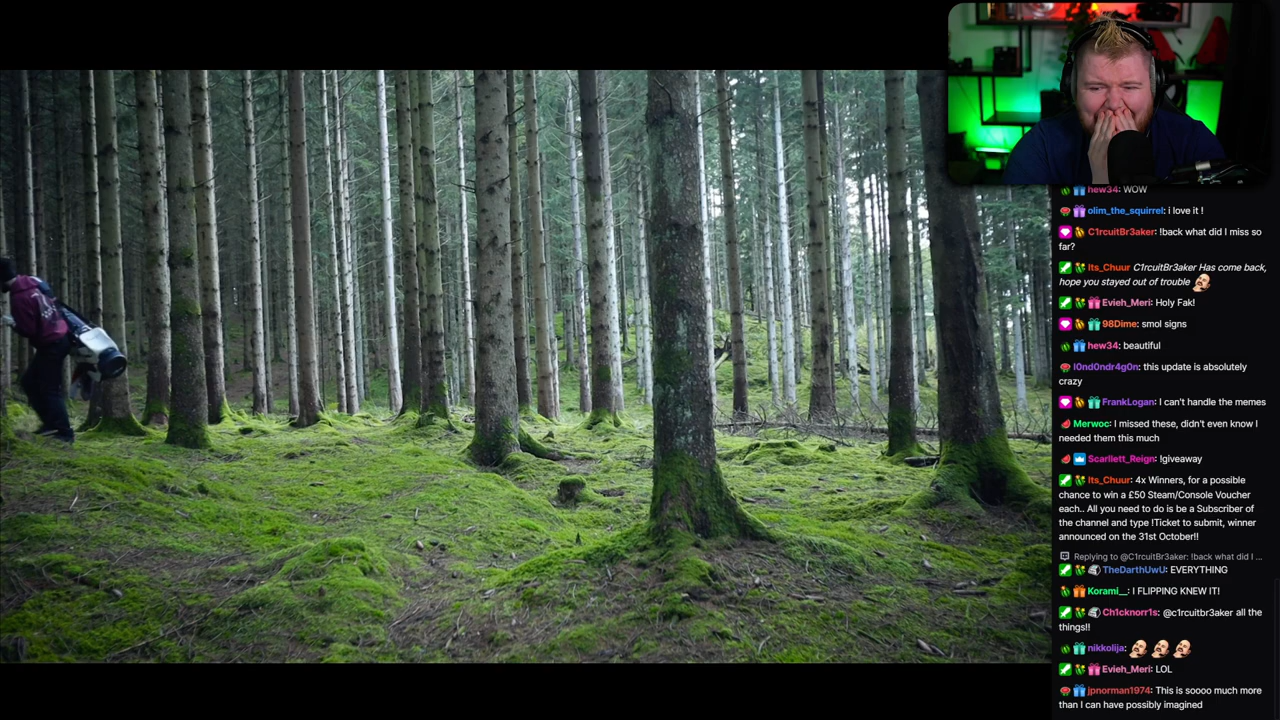 hew34: WOW
olim_the_squirrel: i love it !
C1rcuitBr3aker: !back what did I miss so
far?
Its_Chuur C1rcuitBr3aker Has come back,
hope you stayed out of trouble
Evieh_Meri: Holy Fak!
98Dime: smol signs
hew34: beautiful
l0nd0ndr4g0n: this update is absolutely
crazy
FrankLogan: I can't handle the memes
Merwoc: I missed these, didn't even know I
needed them this much
Scarllett_Reign: !giveaway
Its_Chuur: 4x Winners, for a possible
chance to win a £50 Steam/Console Voucher
each.. All you need to do is be a Subscriber of
the channel and type !Ticket to submit, winner
announced on the 31st October!!
Replying to @C1rcuitBr3aker: !back what did I ...
TheDarthUwU: EVERYTHING
Korami__: I FLIPPING KNEW IT!
Ch1cknorr1s: @c1rcuitbr3aker all the
things!!
nikkolija:
Evieh_Meri: LOL
jpnorman1974: This is soooo much more
than I can have possibly imagined